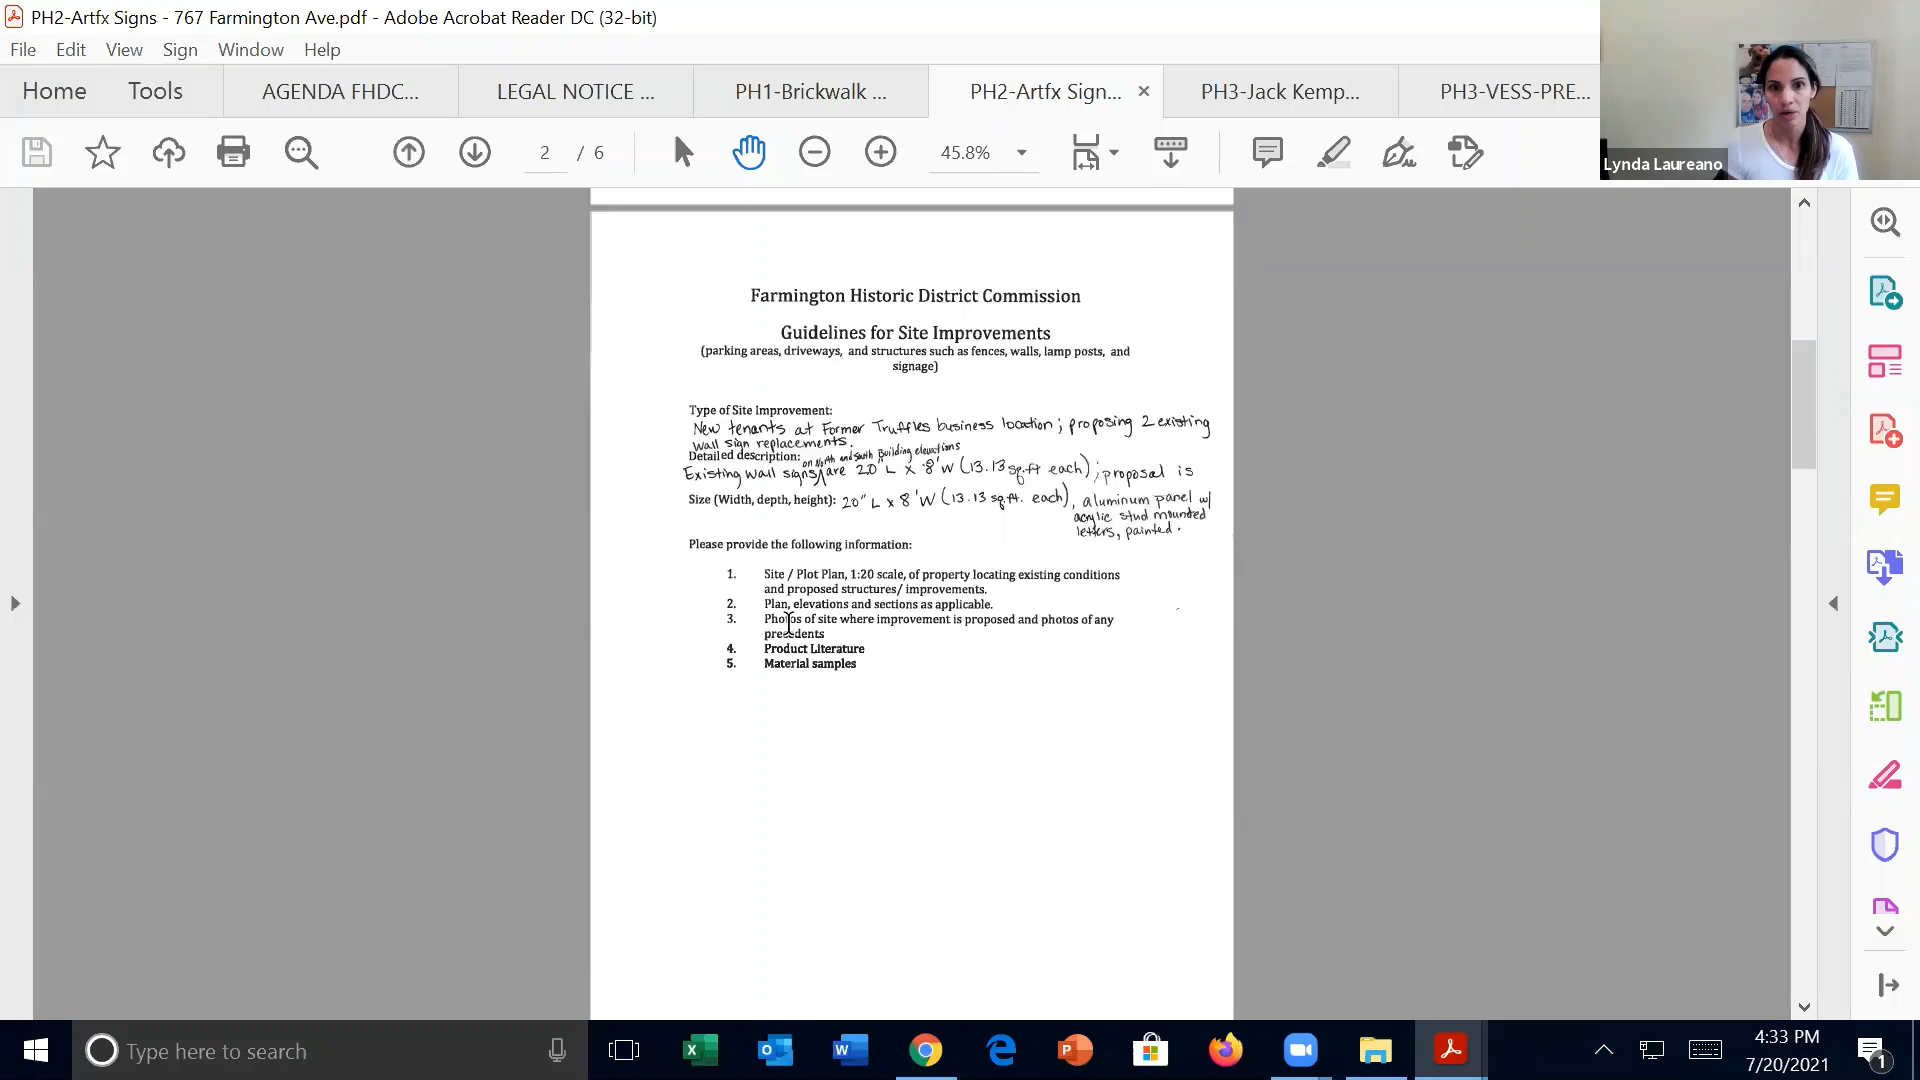 PH2-Artfx Signs - 767 Farmington Ave.pdf - Adobe Acrobat Reader DC (32-bit)
File Edit View Sign Window Help
Home Tools AGENDA FHDC... LEGAL NOTICE ... PH1-Brickwalk ... PH2-Artfx Sign... PH3-Jack Kemp... PH3-VESS-PRE...
2 / 6 45.8%
Lynda Laureano
Farmington Historic District Commission
Guidelines for Site Improvements
(parking areas, driveways, and structures such as fences, walls, lamp posts, and
signage)
Type of Site Improvement:
New tenants at Former Truffles business location; proposing 2 existing
wall sign replacements.
Detailed description: on North and South Building elevations
Existing wall signs are 20" L x 8'W (13.13 sq.ft each); proposal is
Size (Width, depth, height): 20" L x 8'W (13.13 sq.ft. each), aluminum panel w/
acrylic stud mounted
letters, painted.
Please provide the following information:
1. Site / Plot Plan, 1:20 scale, of property locating existing conditions
and proposed structures/ improvements.
2. Plan, elevations and sections as applicable.
3. Photos of site where improvement is proposed and photos of any
precedents
4. Product Literature
5. Material samples
Type here to search
4:33 PM
7/20/2021
1